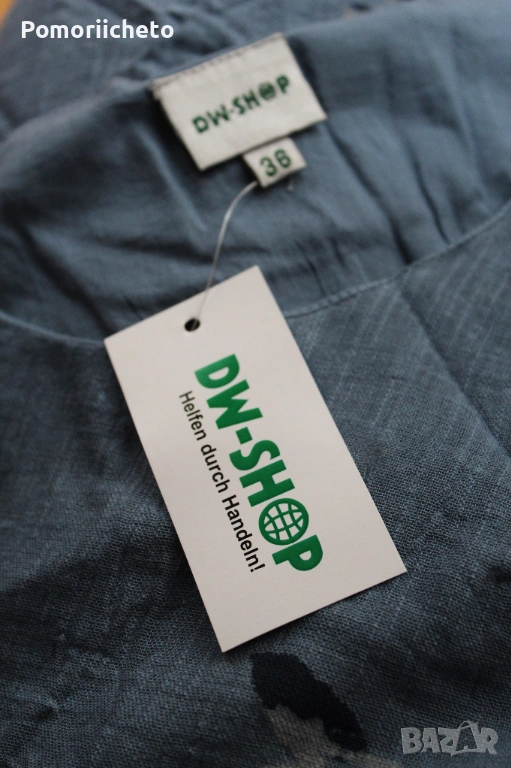 Pomoriicheto
DW-SHOP
36
DW-SHOP
Helfen durch Handeln!
BAZAR